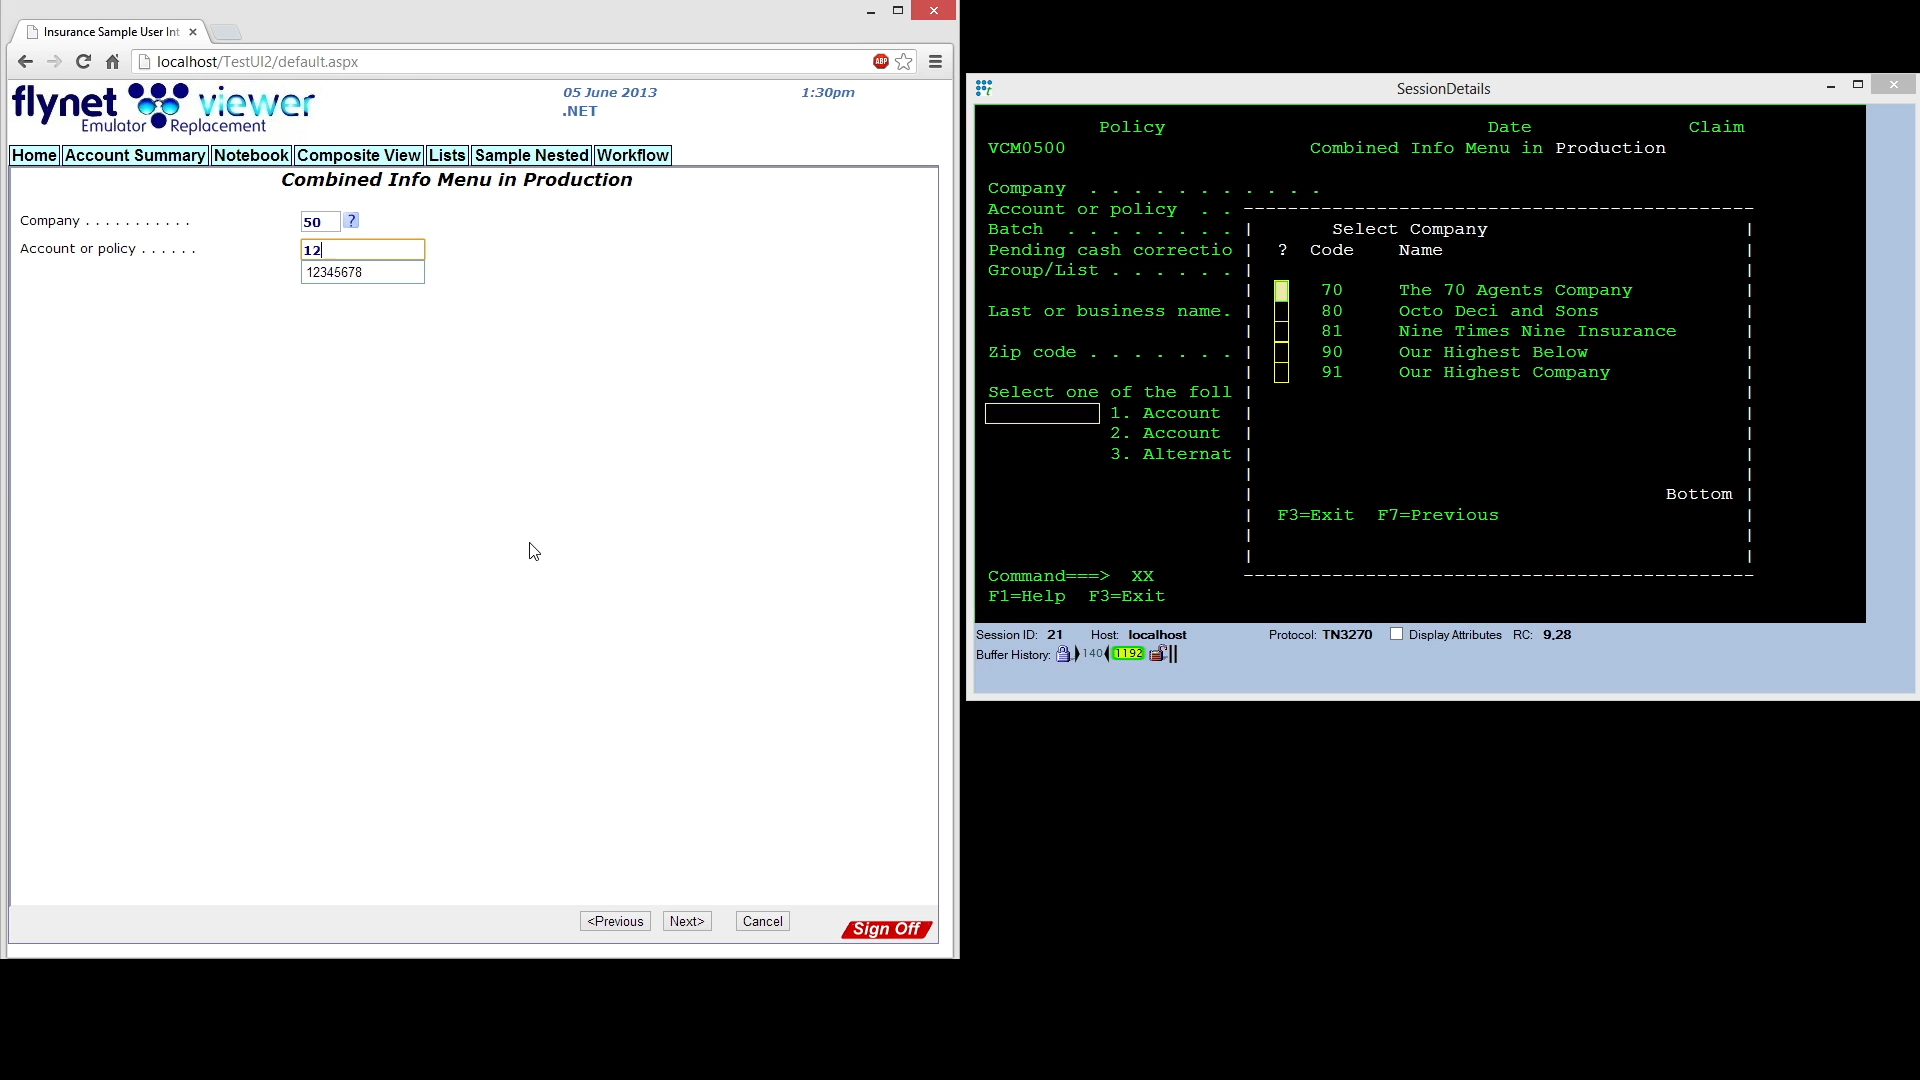 Insurance Sample User Int
localhost/TestUI2/default.aspx
ABP
flynet viewer
Emulator Replacement
05 June 2013
1:30pm
.NET
Home Account Summary Notebook Composite View Lists Sample Nested Workflow
Combined Info Menu in Production
Company . . . . . . . . . . . 50 ?
Account or policy . . . . . . 12
12345678
<Previous Next> Cancel Sign Off
SessionDetails
Policy Date Claim
VCM0500 Combined Info Menu in Production
Company . . . . . . . . . . .
Account or policy . .
Batch . . . . . . . . Select Company
Pending cash correctio ? Code Name
Group/List . . . . . .
70 The 70 Agents Company
Last or business name. 80 Octo Deci and Sons
81 Nine Times Nine Insurance
Zip code . . . . . . . 90 Our Highest Below
91 Our Highest Company
Select one of the foll
1. Account
2. Account
3. Alternat
Bottom
F3=Exit F7=Previous
Command===> XX
F1=Help F3=Exit
Session ID: 21 Host: localhost Protocol: TN3270 Display Attributes RC: 9,28
Buffer History: 140 1192